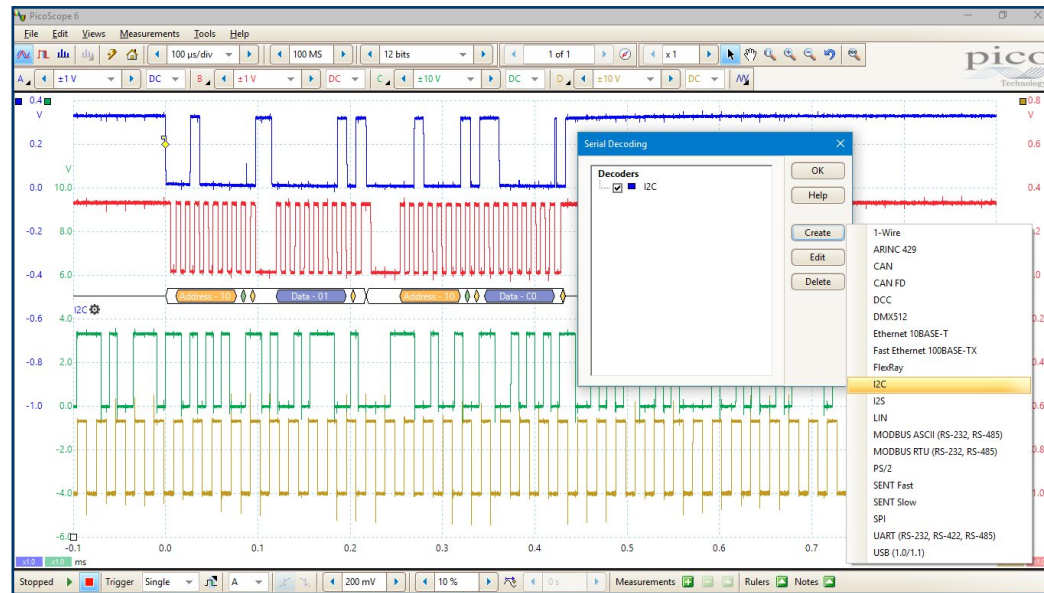 PicoScope 6
File Edit Views Measurements Tools Help
100 µs/div 100 MS 12 bits 1 of 1 x 1
pico
Technology
A ±1 V DC B ±1 V DC C ±10 V DC D ±10 V DC
0.4 0.8
V V
0.2 0.6
V
0.0 10.0 0.4
-0.2 8.0
-0.4 6.0
Address - 10 Data - 01 Address - 10 Data - C0
I2C
-0.6 4.0
-0.8 2.0
-1.0 0.0
-2.0
-4.0
-6.0
-0.1 0.0 0.1 0.2 0.3 0.4 0.5 0.6 0.7
x1.0 x1.0 ms
Serial Decoding
Decoders
I2C
OK
Help
Create
Edit
Delete
1-Wire
ARINC 429
CAN
CAN FD
DCC
DMX512
Ethernet 10BASE-T
Fast Ethernet 100BASE-TX
FlexRay
I2C
I2S
LIN
MODBUS ASCII (RS-232, RS-485)
MODBUS RTU (RS-232, RS-485)
PS/2
SENT Fast
SENT Slow
SPI
UART (RS-232, RS-422, RS-485)
USB (1.0/1.1)
Stopped Trigger Single A 200 mV 10 % 0 s Measurements Rulers Notes